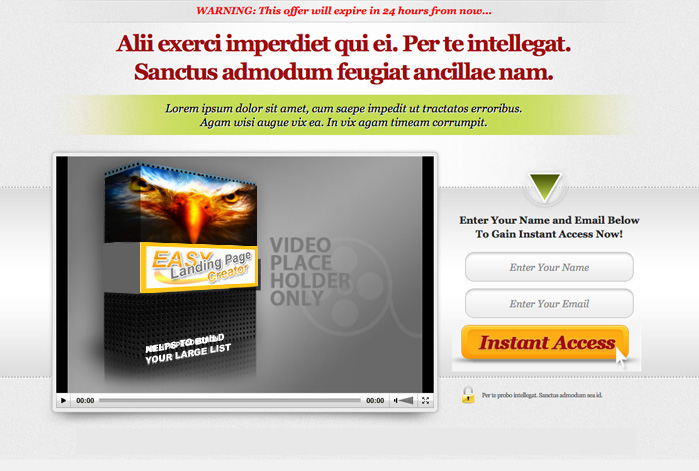 WARNING: This offer will expire in 24 hours from now...
Alii exerci imperdiet qui ei. Per te intellegat.
Sanctus admodum feugiat ancillae nam.
Lorem ipsum dolor sit amet, cum saepe impedit ut tractatos erroribus.
Agam wisi augue vix ea. In vix agam timeam corrumpit.
EASY
Landing Page
Creator
HELPS TO BUILD
YOUR LARGE LIST
VIDEO
PLACE
HOLDER
ONLY
00:00 00:00
Enter Your Name and Email Below
To Gain Instant Access Now!
Enter Your Name
Enter Your Email
Instant Access
Per te probo intellegat. Sanctus admodum sea id.